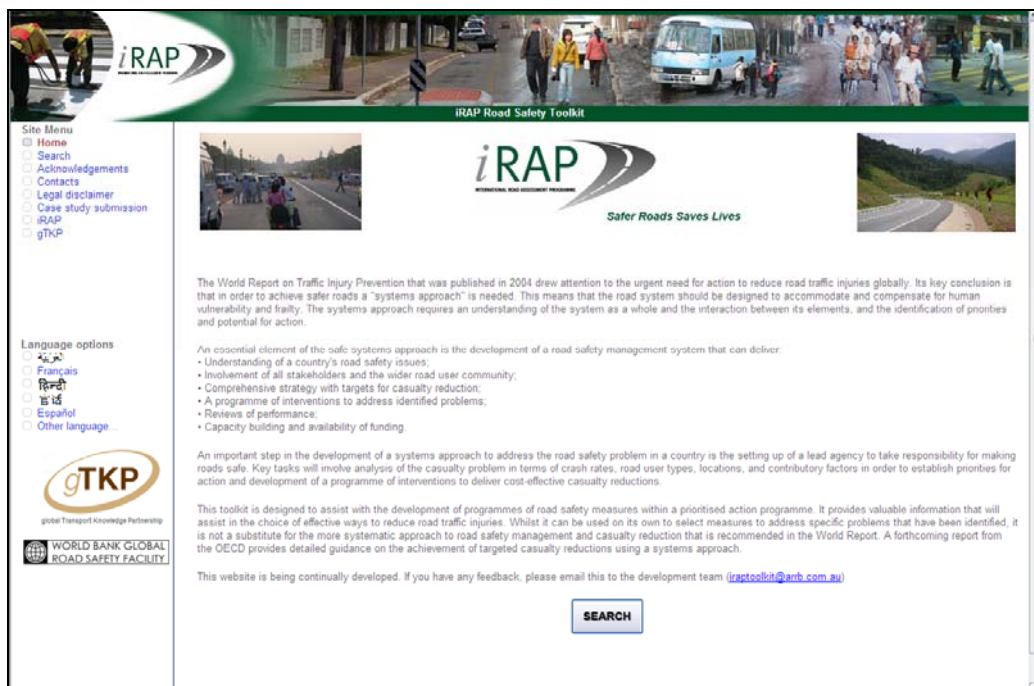 iRAP
iRAP Road Safety Toolkit
Site Menu
Home
Search
Acknowledgements
Contacts
Legal disclaimer
Case study submission
iRAP
gTKP
Language options
Français
हिन्दी
Español
Other language...
gTKP
global Transport Knowledge Partnership
WORLD BANK GLOBAL
ROAD SAFETY FACILITY
iRAP
INTERNATIONAL ROAD ASSESSMENT PROGRAMME
Safer Roads Saves Lives
The World Report on Traffic Injury Prevention that was published in 2004 drew attention to the urgent need for action to reduce road traffic injuries globally. Its key conclusion is
that in order to achieve safer roads a "systems approach" is needed. This means that the road system should be designed to accommodate and compensate for human
vulnerability and frailty. The systems approach requires an understanding of the system as a whole and the interaction between its elements, and the identification of priorities
and potential for action.
An essential element of the safe systems approach is the development of a road safety management system that can deliver:
• Understanding of a country's road safety issues;
• Involvement of all stakeholders and the wider road user community;
• Comprehensive strategy with targets for casualty reduction;
• A programme of interventions to address identified problems;
• Reviews of performance;
• Capacity building and availability of funding.
An important step in the development of a systems approach to address the road safety problem in a country is the setting up of a lead agency to take responsibility for making
roads safe. Key tasks will involve analysis of the casualty problem in terms of crash rates, road user types, locations, and contributory factors in order to establish priorities for
action and development of a programme of interventions to deliver cost-effective casualty reductions.
This toolkit is designed to assist with the development of programmes of road safety measures within a prioritised action programme. It provides valuable information that will
assist in the choice of effective ways to reduce road traffic injuries. Whilst it can be used on its own to select measures to address specific problems that have been identified, it
is not a substitute for the more systematic approach to road safety management and casualty reduction that is recommended in the World Report. A forthcoming report from
the OECD provides detailed guidance on the achievement of targeted casualty reductions using a systems approach.
This website is being continually developed. If you have any feedback, please email this to the development team (iraptoolkit@arrb.com.au)
SEARCH